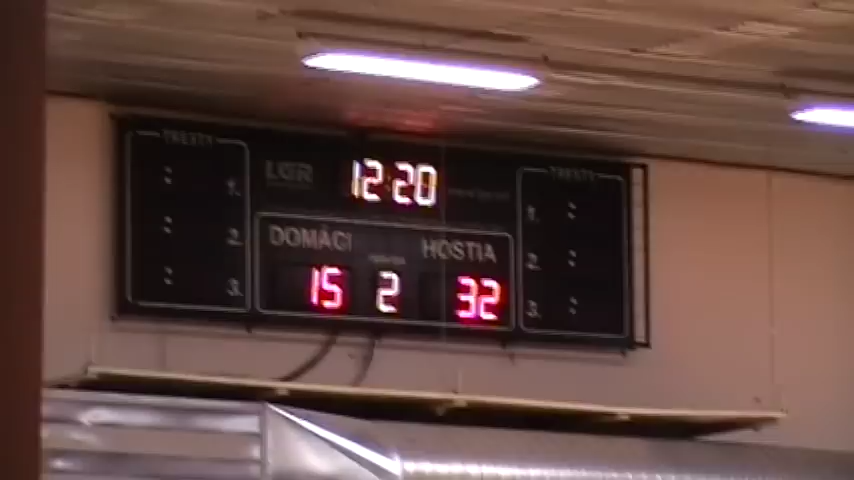 TRESTY
LGR
12:20
TRESTY
1.
1.
2.
DOMÁCI
HOSTIA
2.
3.
15
2
32
3.